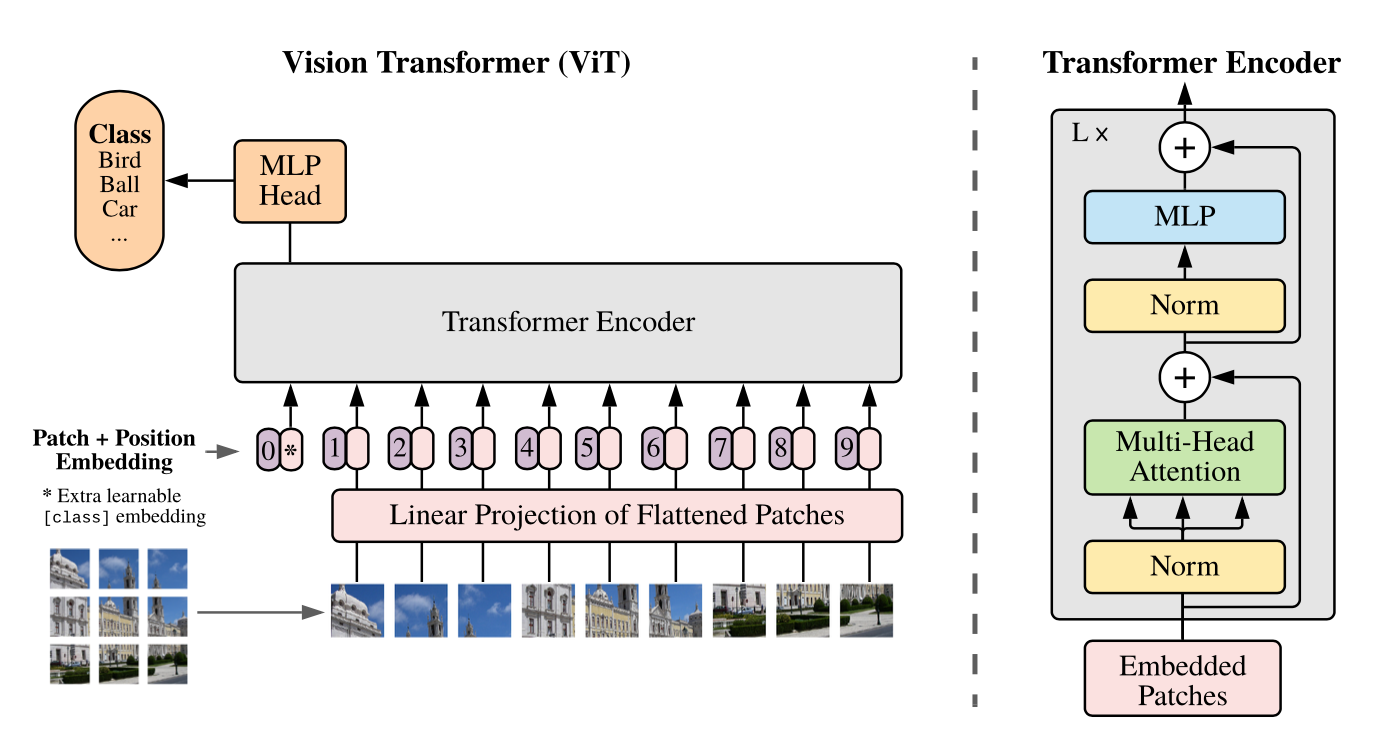 Vision Transformer (ViT)
Class
Bird
Ball
Car
...
MLP
Head
Transformer Encoder
0 * 1 2 3 4 5 6 7 8 9
Patch + Position
Embedding
* Extra learnable
[class] embedding
Linear Projection of Flattened Patches
Transformer Encoder
L ×
+
MLP
Norm
+
Multi-Head
Attention
Norm
Embedded
Patches